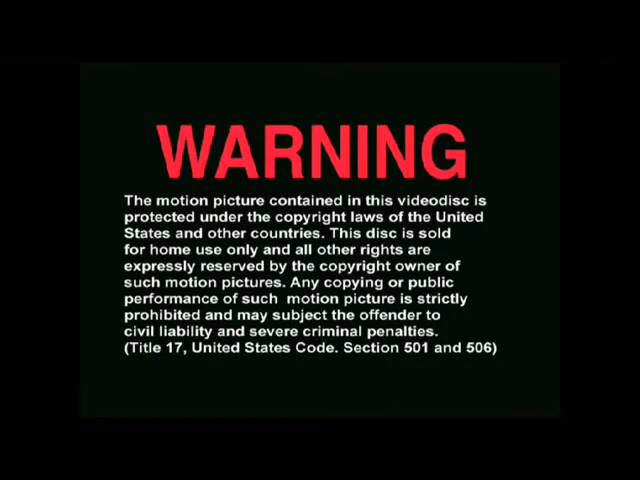 WARNING
The motion picture contained in this videodisc is
protected under the copyright laws of the United
States and other countries. This disc is sold
for home use only and all other rights are
expressly reserved by the copyright owner of
such motion pictures. Any copying or public
performance of such motion picture is strictly
prohibited and may subject the offender to
civil liability and severe criminal penalties.
(Title 17, United States Code. Section 501 and 506)